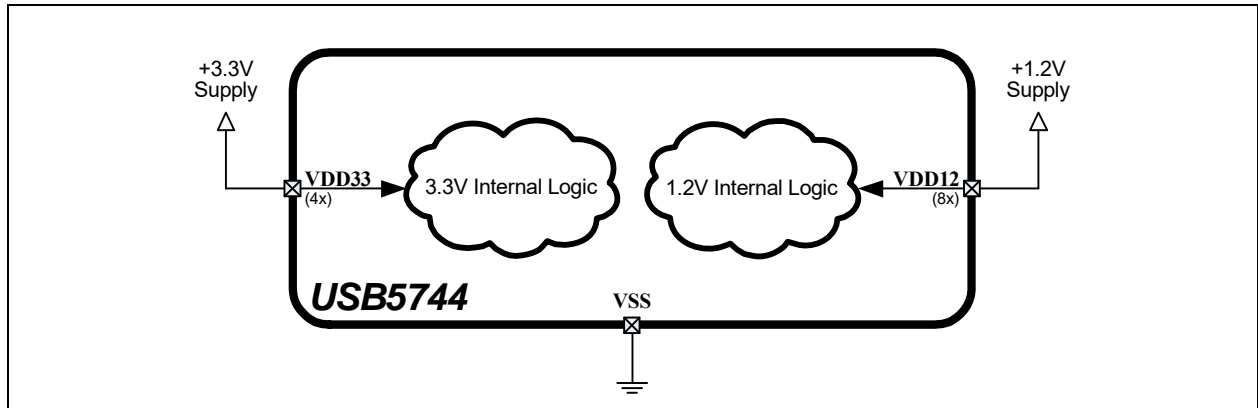 +3.3V
Supply
+1.2V
Supply
VDD33
(4x)
3.3V Internal Logic
1.2V Internal Logic
VDD12
(8x)
USB5744
VSS